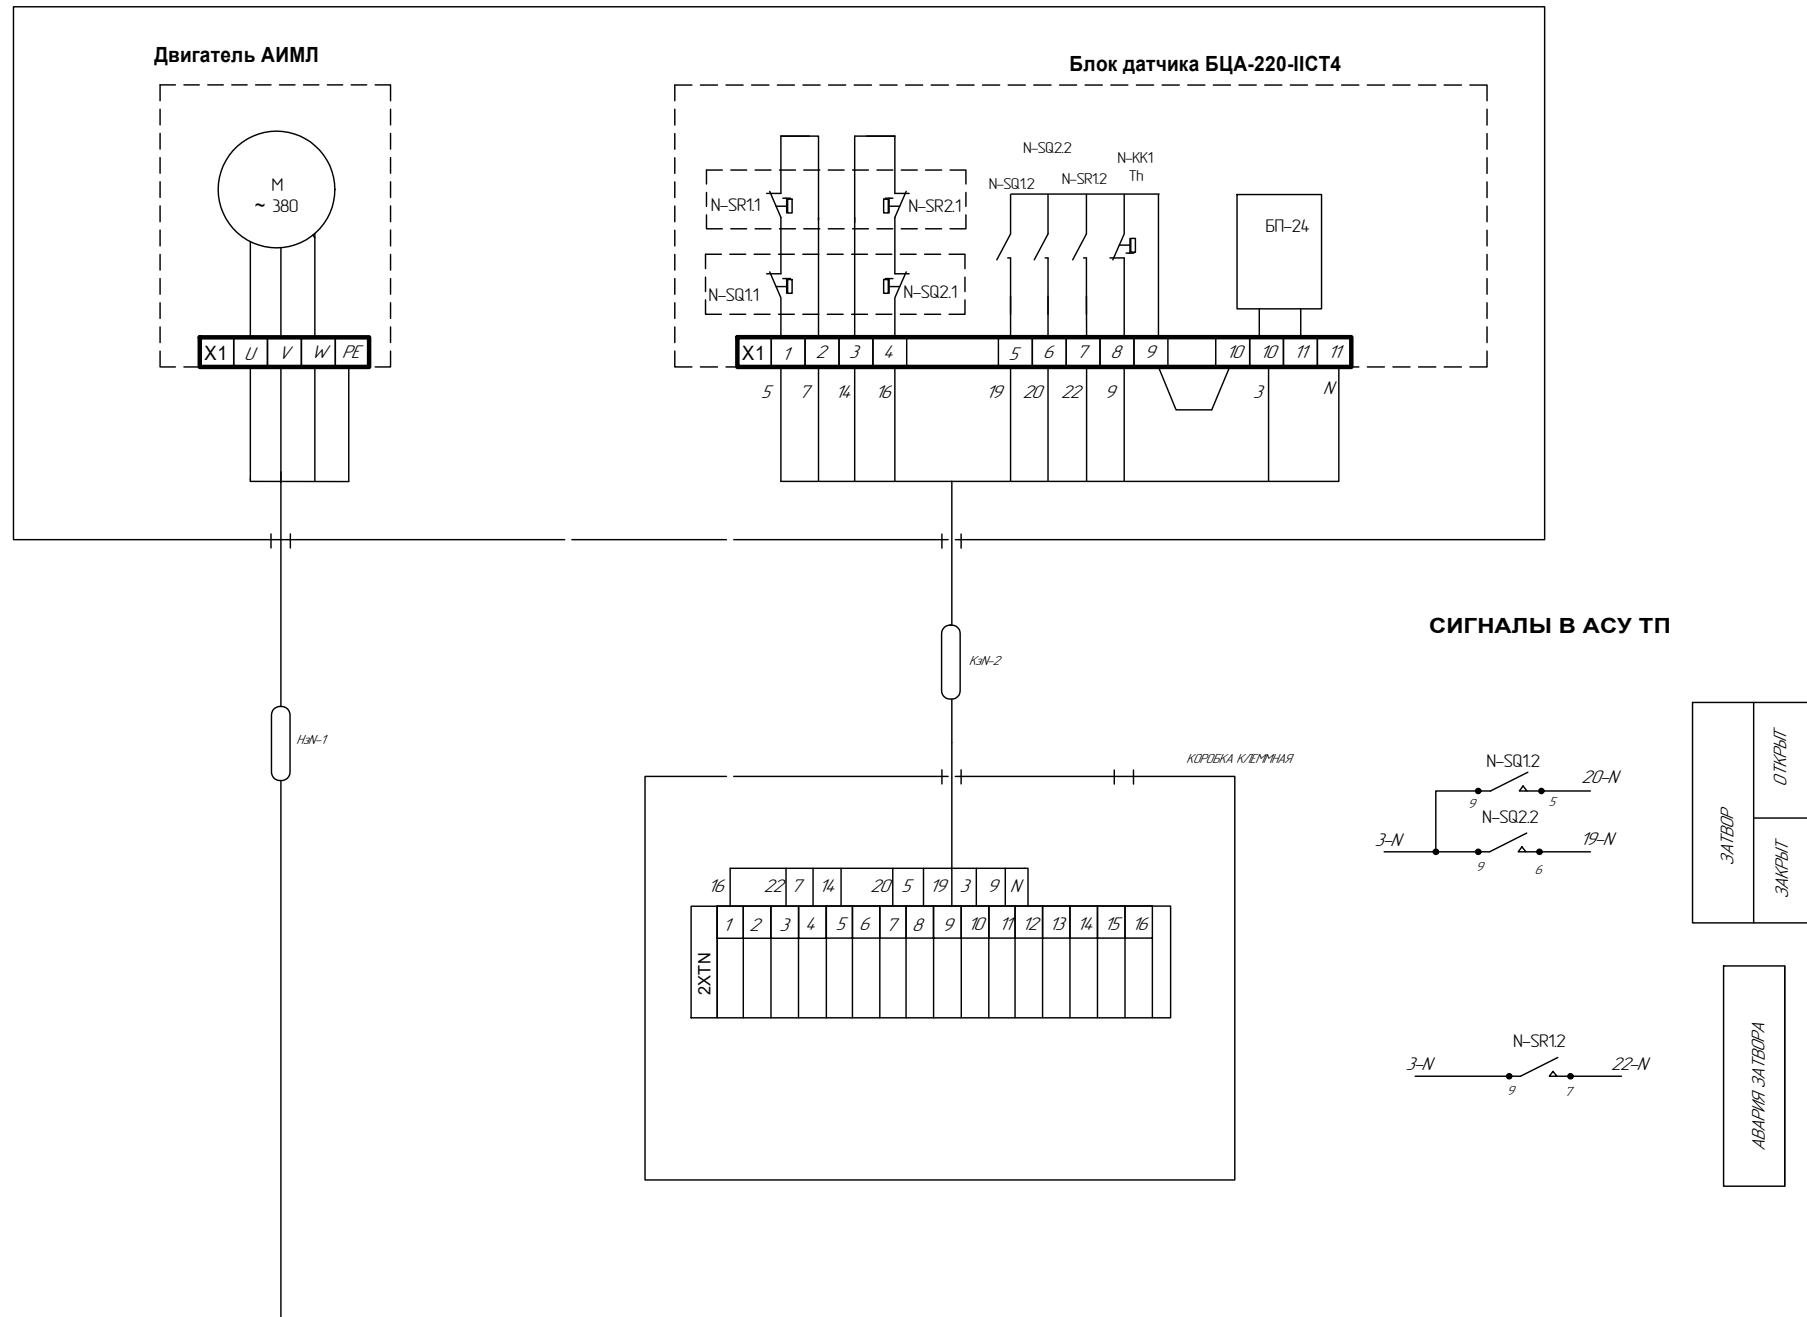 Двигатель АИМЛ
Блок датчика БЦА-220-IICT4
M
~ 380
N-SR1.1
N-SR2.1
N-SQ1.1
N-SQ2.1
N-SQ2.2
N-SQ1.2
N-SR1.2
N-KK1
Th
БП-24
X1 U V W PE
X1 1 2 3 4 5 6 7 8 9 10 10 11 11
5 7 14 16 19 20 22 9 3 N
КэN-2
НэN-1
КОРОБКА КЛЕММНАЯ
16 22 7 14 20 5 19 3 9 N
1 2 3 4 5 6 7 8 9 10 11 12 13 14 15 16
2XTN
СИГНАЛЫ В АСУ ТП
N-SQ1.2
20-N
9 5
N-SQ2.2
3-N
19-N
9 6
ЗАТВОР
ОТКРЫТ
ЗАКРЫТ
N-SR1.2
3-N
22-N
9 7
АВАРИЯ ЗАТВОРА